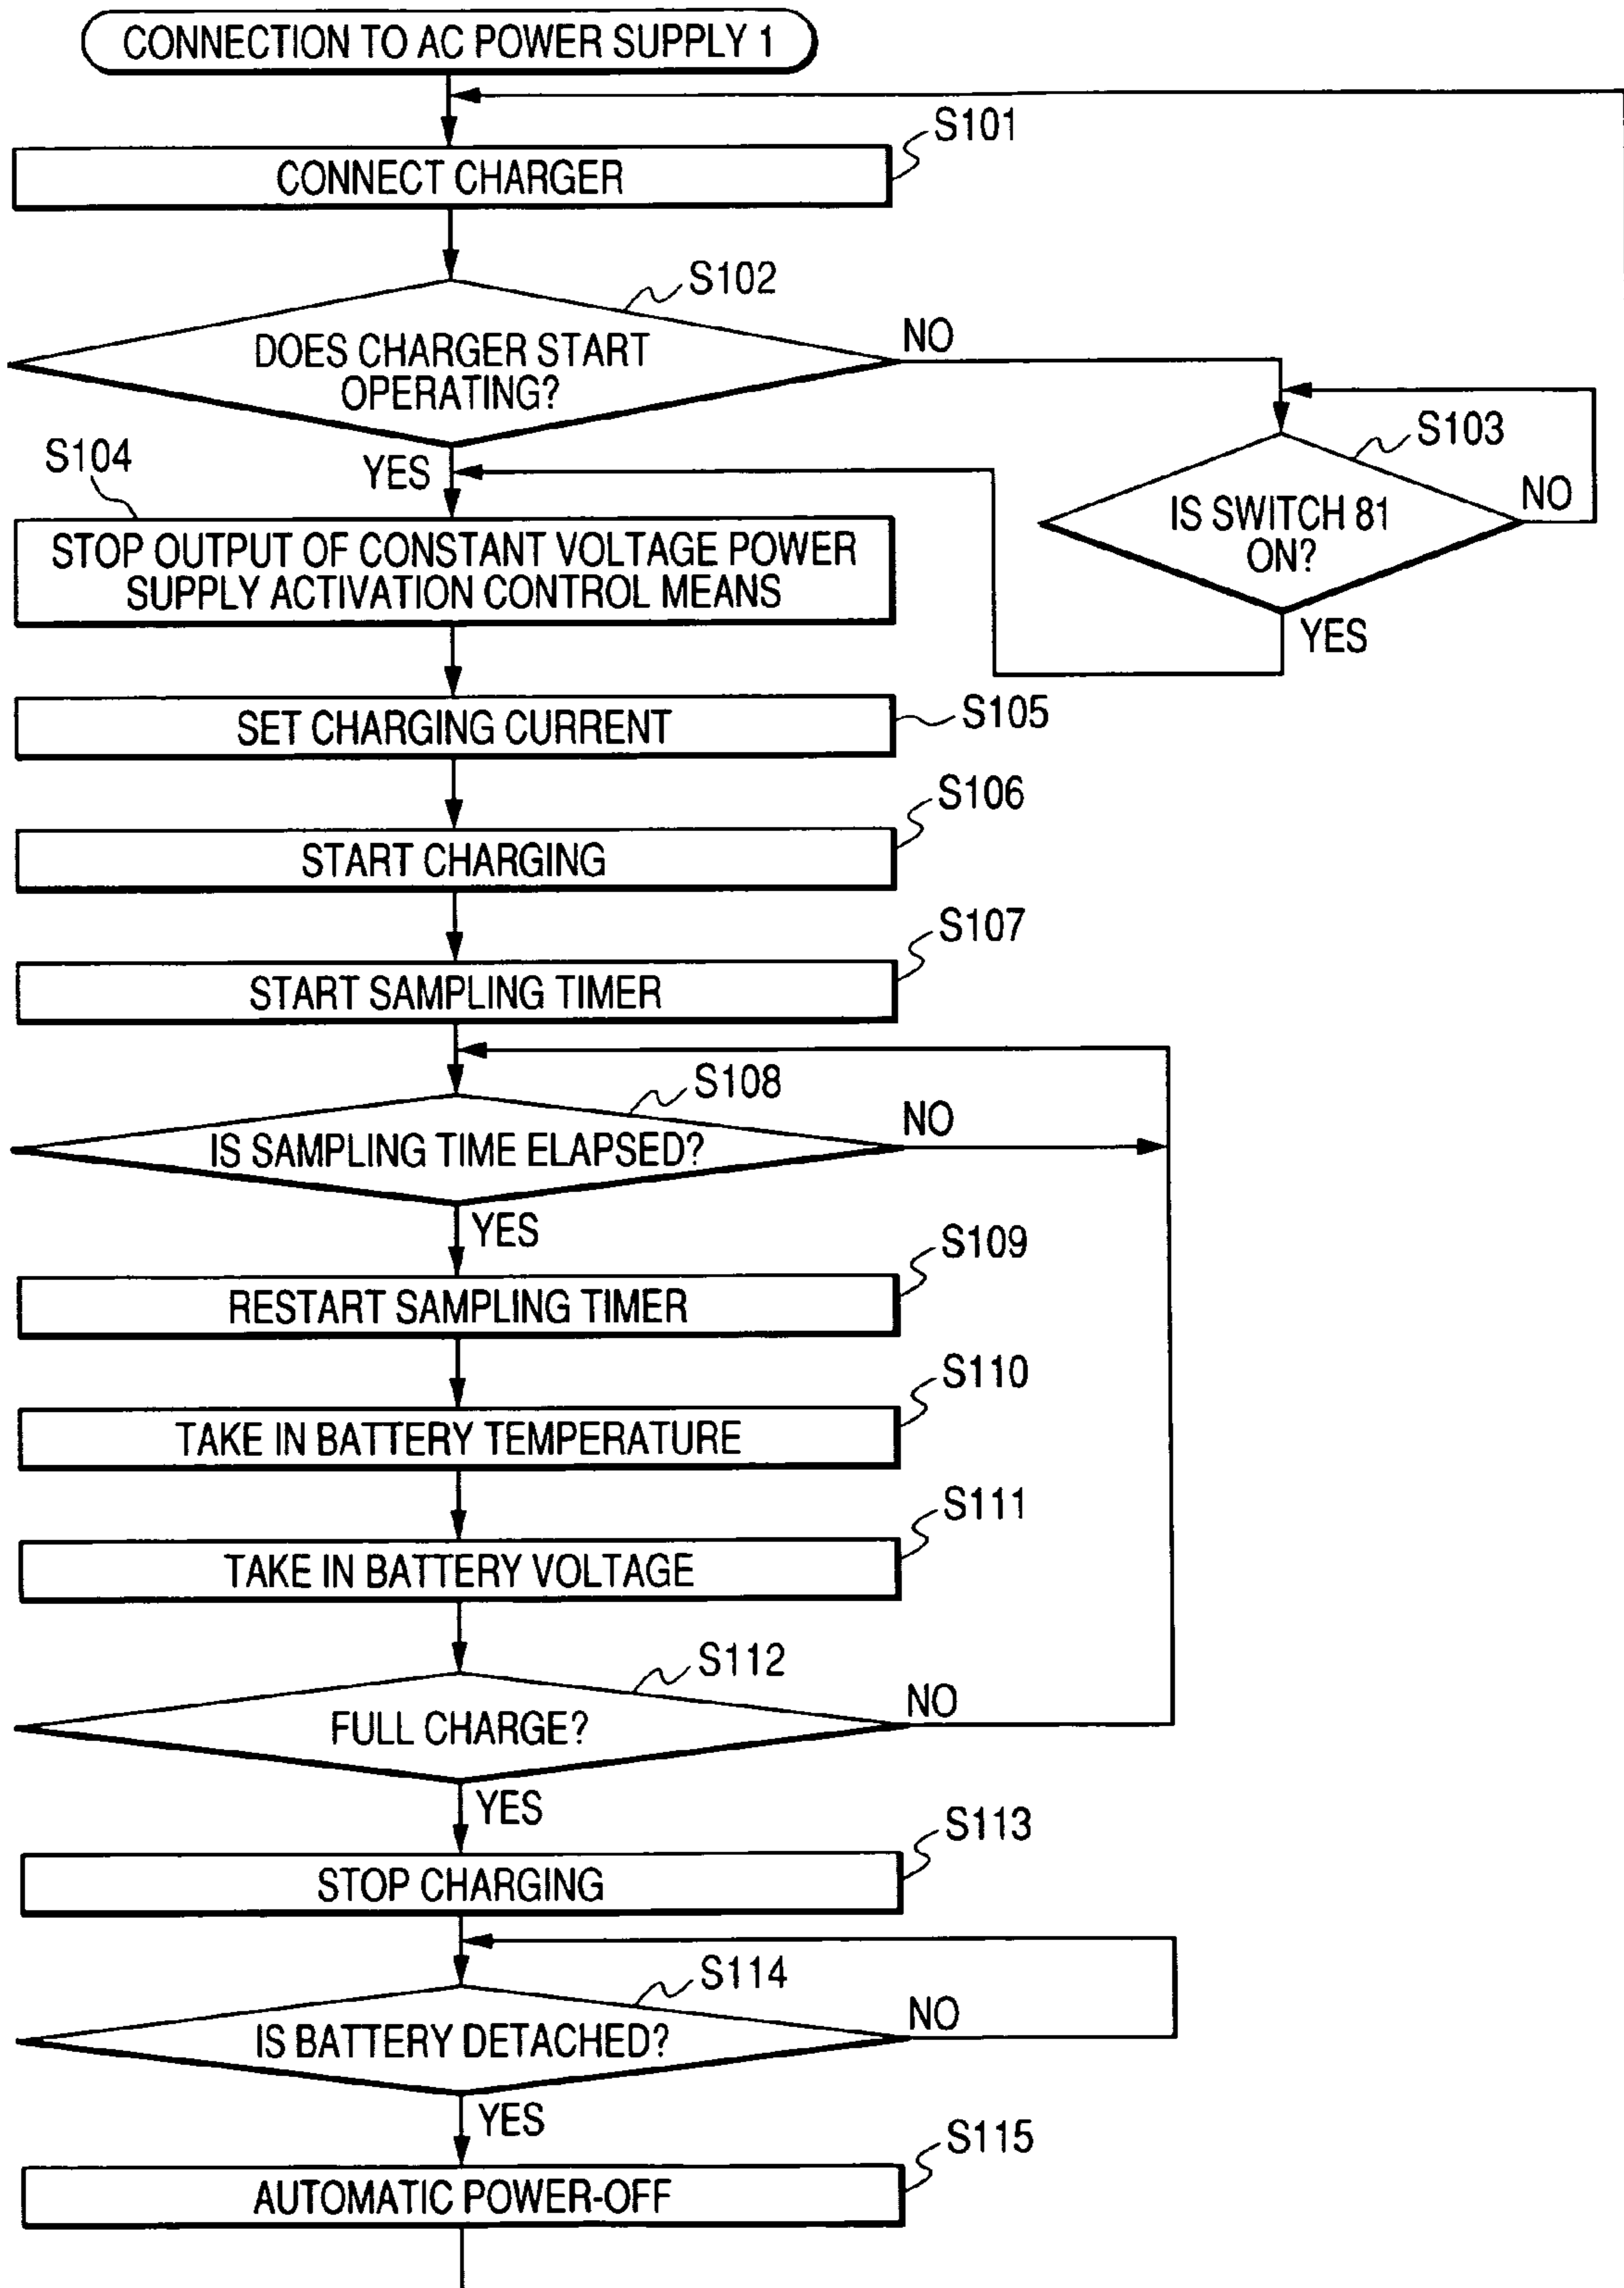 CONNECTION TO AC POWER SUPPLY 1
S101
CONNECT CHARGER
S102
DOES CHARGER START
OPERATING?
NO
YES
S103
IS SWITCH 81
ON?
NO
YES
S104
STOP OUTPUT OF CONSTANT VOLTAGE POWER
SUPPLY ACTIVATION CONTROL MEANS
S105
SET CHARGING CURRENT
S106
START CHARGING
S107
START SAMPLING TIMER
S108
IS SAMPLING TIME ELAPSED?
NO
YES
S109
RESTART SAMPLING TIMER
S110
TAKE IN BATTERY TEMPERATURE
S111
TAKE IN BATTERY VOLTAGE
S112
FULL CHARGE?
NO
YES
S113
STOP CHARGING
S114
IS BATTERY DETACHED?
NO
YES
S115
AUTOMATIC POWER-OFF